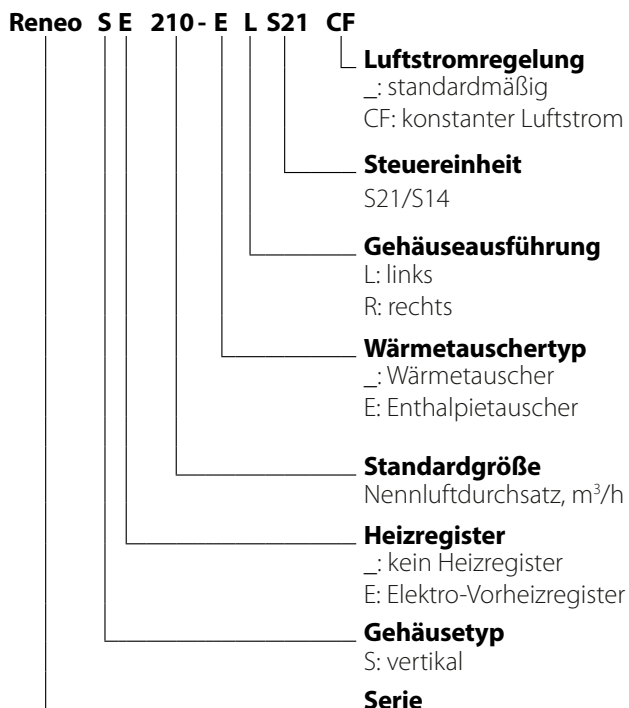 Reneo S E 210 - E L S21 CF
Luftstromregelung
_: standardmäßig
CF: konstanter Luftstrom
Steuereinheit
S21/S14
Gehäuseausführung
L: links
R: rechts
Wärmetauschertyp
_: Wärmetauscher
E: Enthalpietauscher
Standardgröße
Nennluftdurchsatz, m³/h
Heizregister
_: kein Heizregister
E: Elektro-Vorheizregister
Gehäusetyp
S: vertikal
Serie